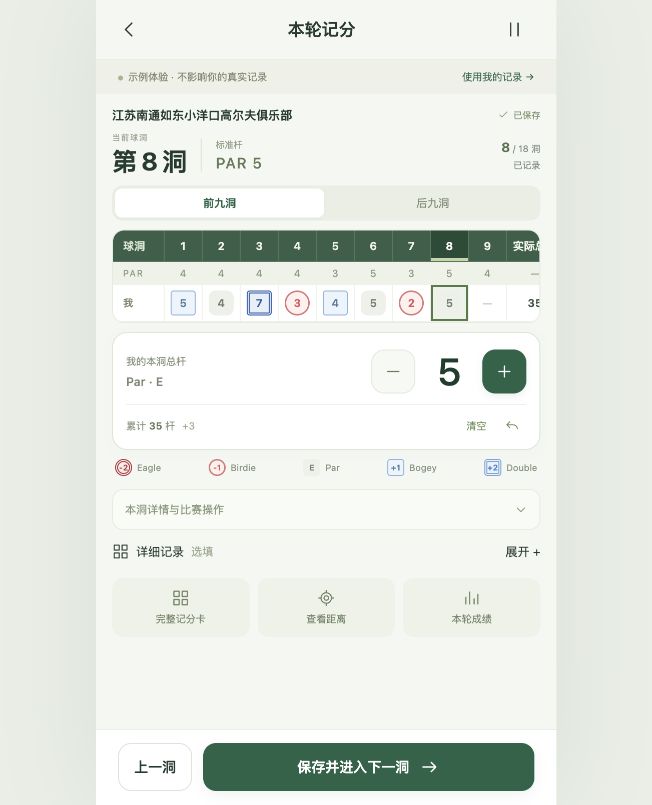 本轮记分
示例体验 · 不影响你的真实记录
使用我的记录 →
江苏南通如东小洋口高尔夫俱乐部
已保存
当前球洞
第 8 洞
标准杆
PAR 5
8 / 18 洞
已记录
前九洞
后九洞
球洞 1 2 3 4 5 6 7 8 9 实际总
PAR 4 4 4 4 3 5 3 5 4 —
我 5 4 7 3 4 5 2 5 — 35
我的本洞总杆
Par · E
— 5 +
累计 35 杆 +3
清空
-2 Eagle -1 Birdie E Par +1 Bogey +2 Double
本洞详情与比赛操作
详细记录 选填
展开 +
完整记分卡
查看距离
本轮成绩
上一洞
保存并进入下一洞 →